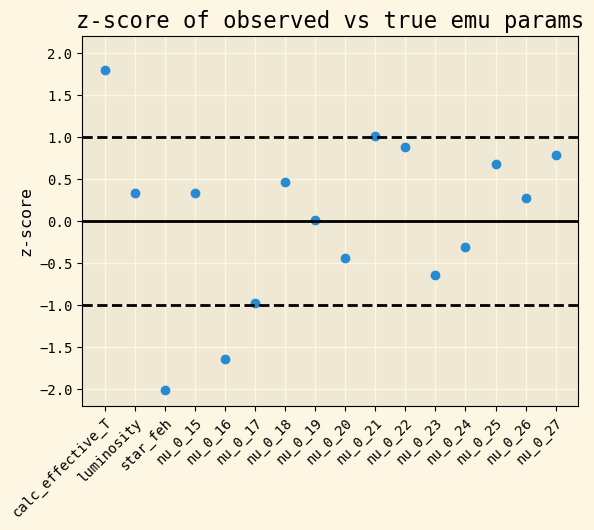 z-score of observed vs true emu params
z-score
2.0
1.5
1.0
0.5
0.0
−0.5
−1.0
−1.5
−2.0
calc_effective_T
luminosity
star_feh
nu_0_15
nu_0_16
nu_0_17
nu_0_18
nu_0_19
nu_0_20
nu_0_21
nu_0_22
nu_0_23
nu_0_24
nu_0_25
nu_0_26
nu_0_27